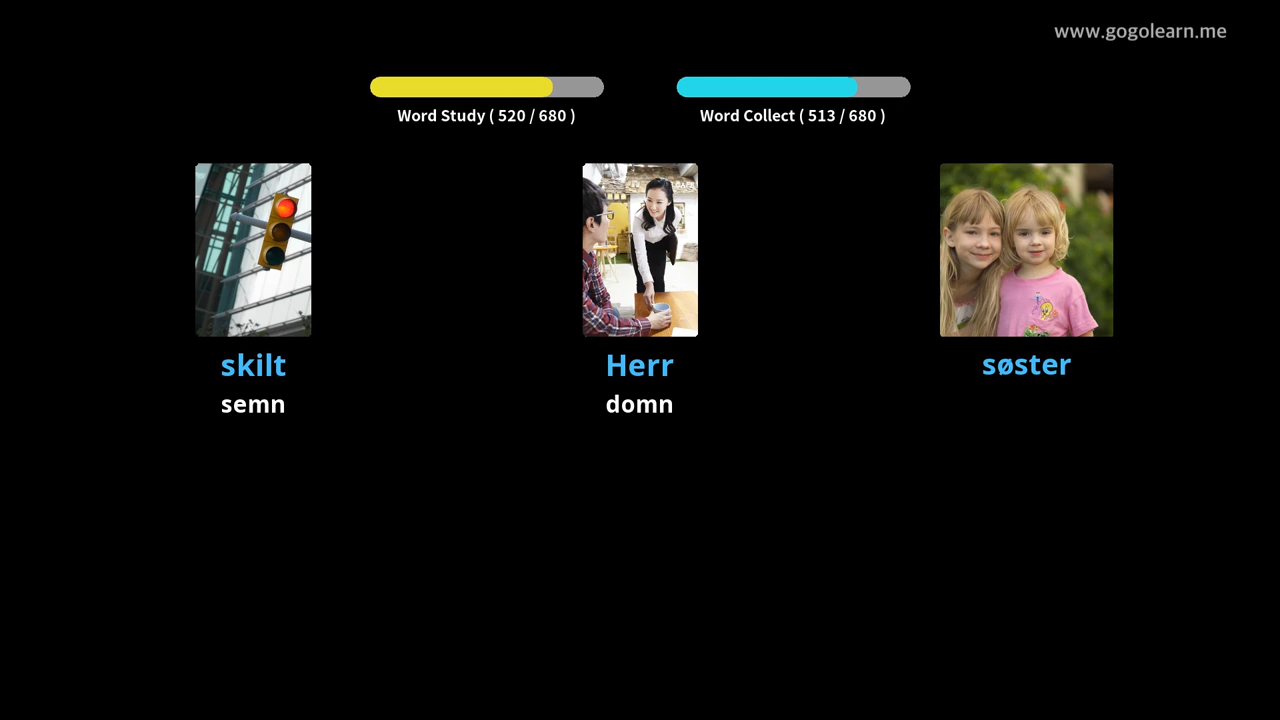 www.gogolearn.me
Word Study ( 520 / 680 )
Word Collect ( 513 / 680 )
skilt
Herr
søster
semn
domn